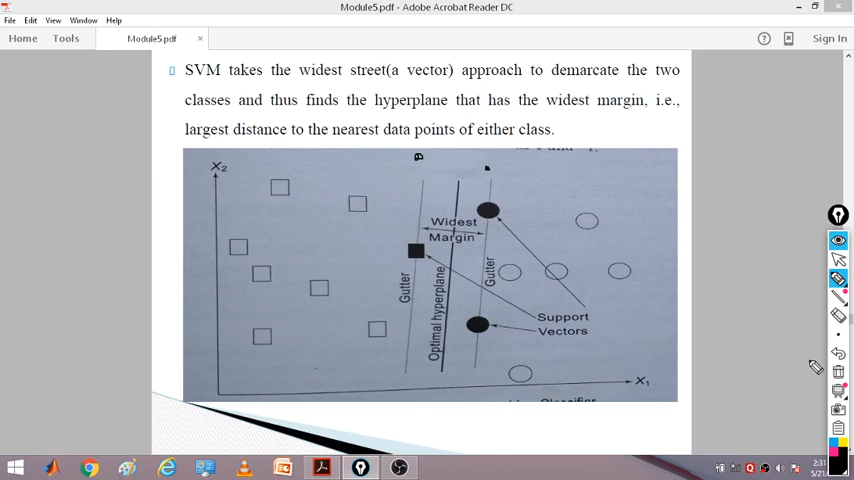 Module5.pdf - Adobe Acrobat Reader DC
File Edit View Window Help
Home Tools Module5.pdf × Sign In
SVM takes the widest street(a vector) approach to demarcate the two
classes and thus finds the hyperplane that has the widest margin, i.e.,
largest distance to the nearest data points of either class.
X2
Widest
Margin
Gutter
Optimal hyperplane
Gutter
Support
Vectors
X1
2:31
5/21/